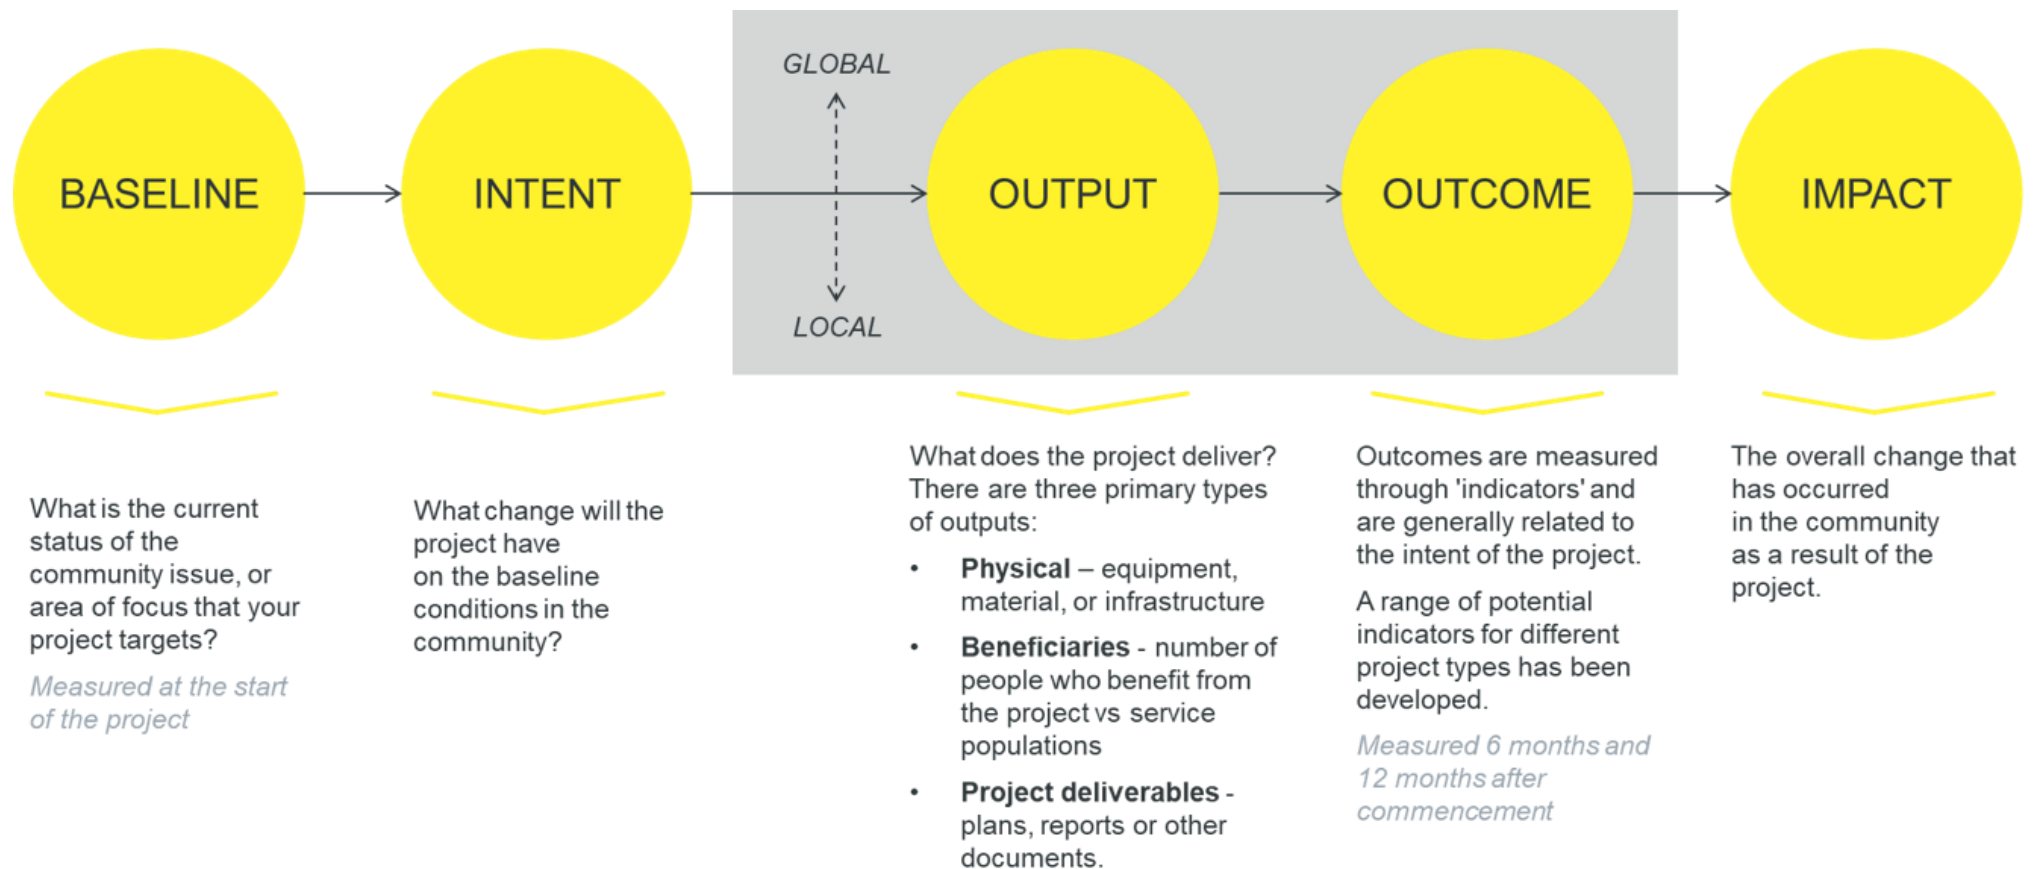 GLOBAL
BASELINE
INTENT
OUTPUT
OUTCOME
IMPACT
LOCAL
What is the current
status of the
community issue, or
area of focus that your
project targets?
Measured at the start
of the project
What change will the
project have
on the baseline
conditions in the
community?
What does the project deliver?
There are three primary types
of outputs:
• Physical – equipment,
material, or infrastructure
• Beneficiaries - number of
people who benefit from
the project vs service
populations
• Project deliverables -
plans, reports or other
documents.
Outcomes are measured
through 'indicators' and
are generally related to
the intent of the project.
A range of potential
indicators for different
project types has been
developed.
Measured 6 months and
12 months after
commencement
The overall change that
has occurred
in the community
as a result of the
project.